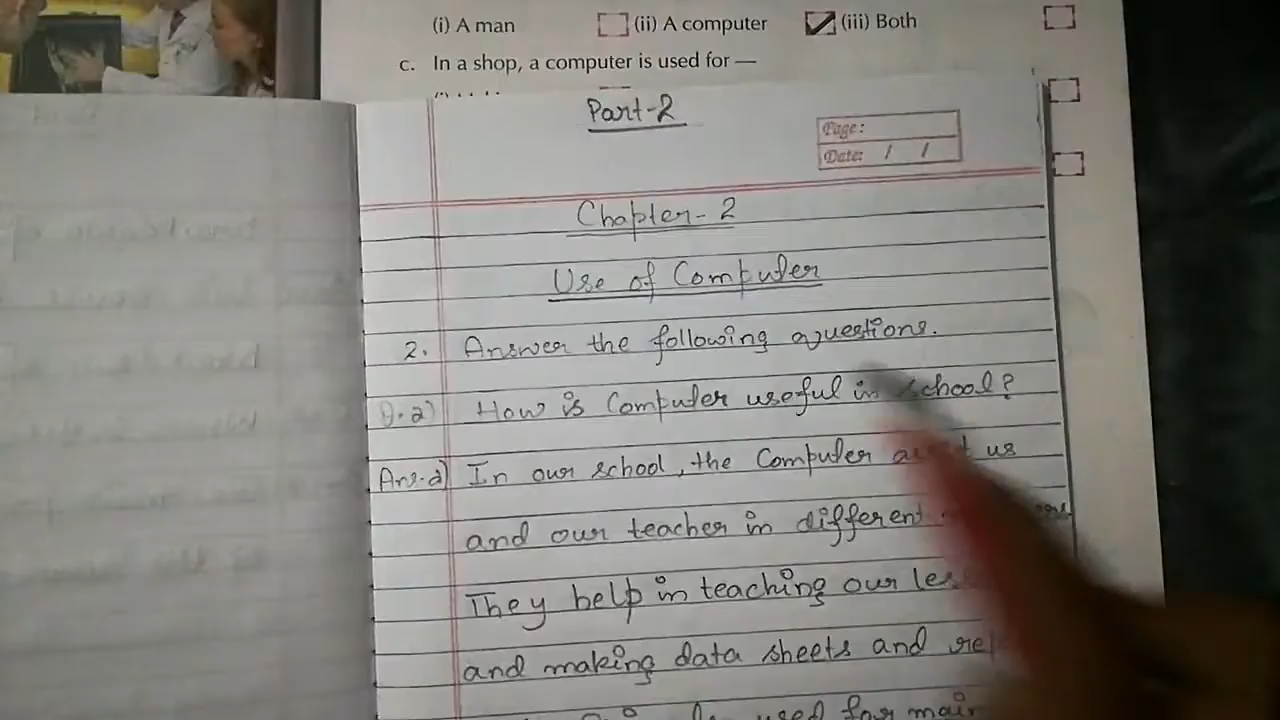 (i) A man (ii) A computer (iii) Both
c. In a shop, a computer is used for —
Part-2
Page:
Date: / /
Chapter-2
Use of Computer
2. Answer the following questions.
Q.a) How is Computer useful in school?
Ans.a) In our school, the Computer us
and our teacher in different
They help in teaching our
and making data sheets and
used for